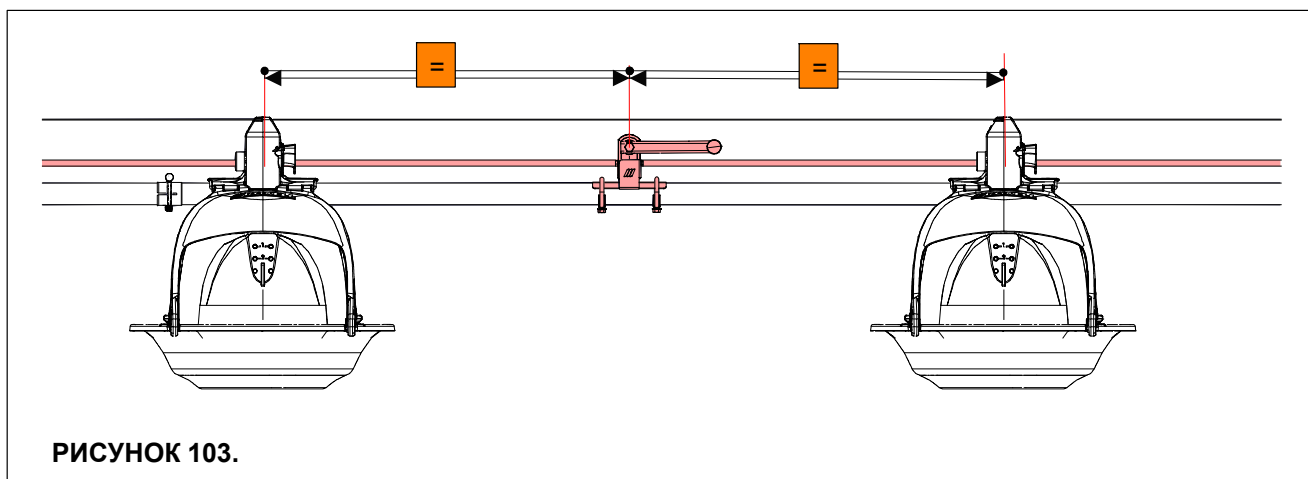 = =
РИСУНОК 103.